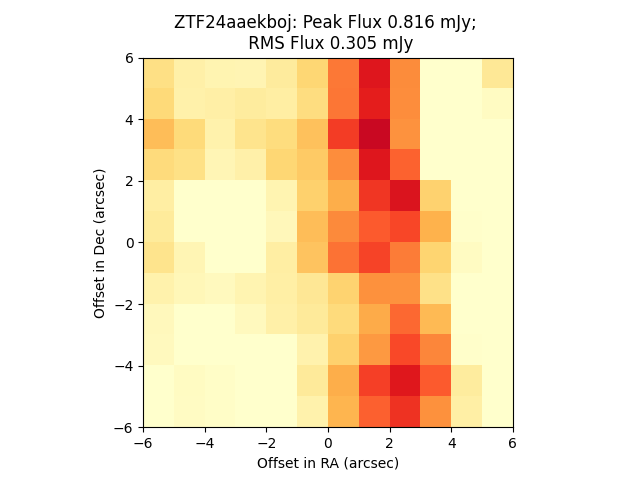 ZTF24aaekboj: Peak Flux 0.816 mJy;
RMS Flux 0.305 mJy
6
4
2
0
−2
−4
−6
Offset in Dec (arcsec)
−6 −4 −2 0 2 4 6
Offset in RA (arcsec)